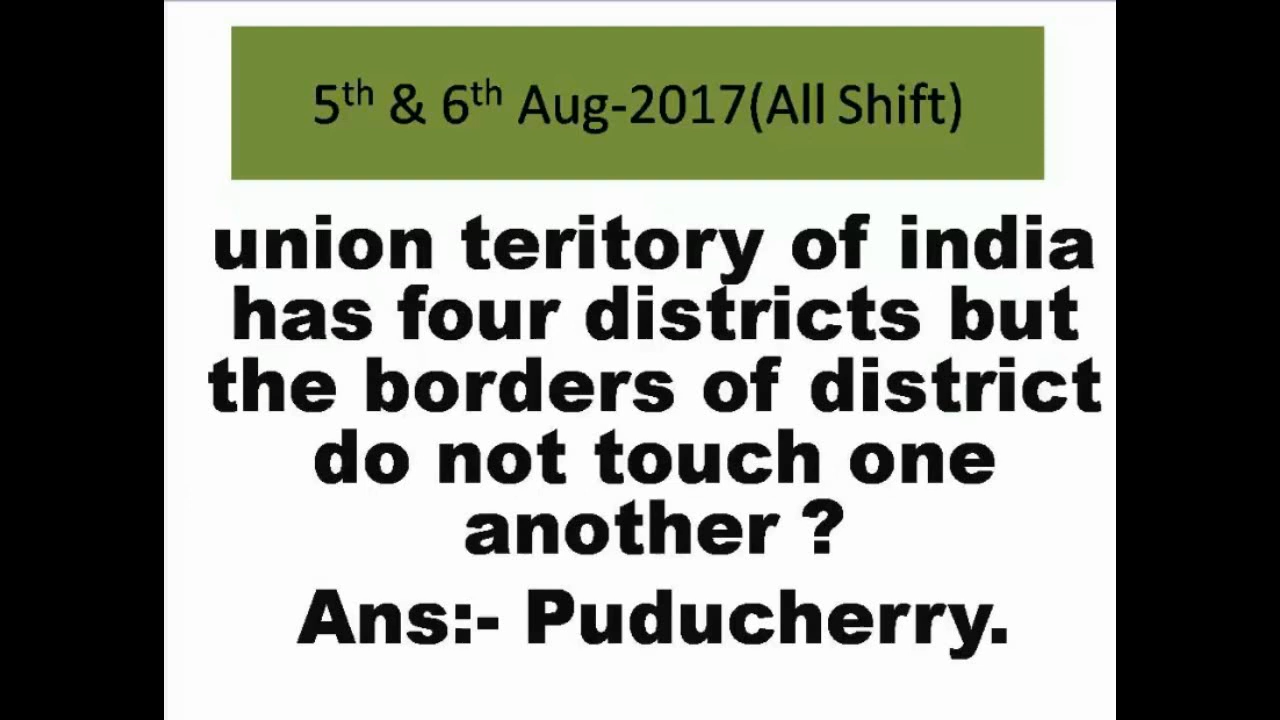 5th & 6th Aug-2017(All Shift)
union teritory of india
has four districts but
the borders of district
do not touch one
another ?
Ans:- Puducherry.